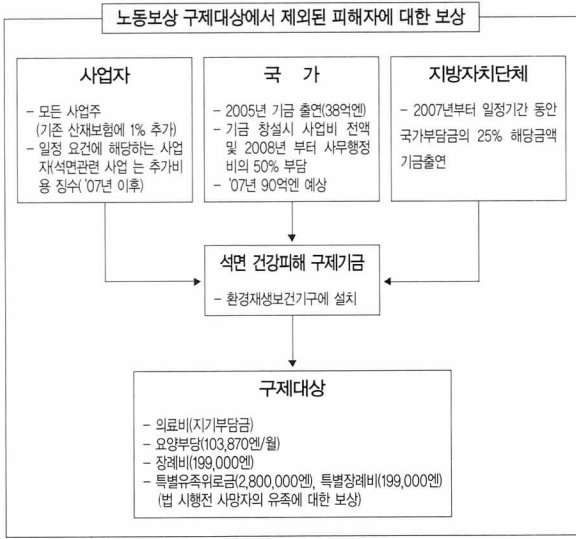 노동보상 구제대상에서 제외된 피해자에 대한 보상
사업자
- 모든 사업주
(기존 산재보험에 1% 추가)
- 일정 요건에 해당하는 사업
자(석면관련 사업 는 추가비
용 징수('07년 이후)
국 가
- 2005년 기금 출연(38억엔)
- 기금 창설시 사업비 전액
및 2008년 부터 사무행정
비의 50% 부담
- '07년 90억엔 예상
지방자치단체
- 2007년부터 일정기간 동안
국가부담금의 25% 해당금액
기금출연
석면 건강피해 구제기금
- 환경재생보건기구에 설치
구제대상
- 의료비(지기부담금)
- 요양부당(103,870엔/월)
- 장례비(199,000엔)
- 특별유족위로금(2,800,000엔), 특별장례비(199,000엔)
(법 시행전 사망자의 유족에 대한 보상)